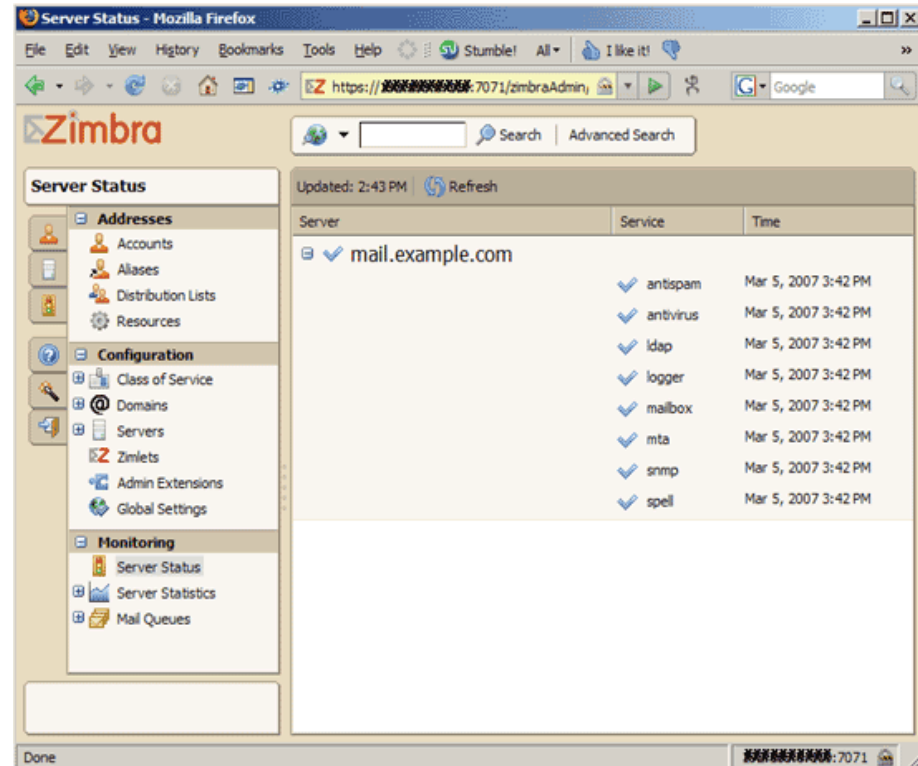 Server Status - Mozilla Firefox
File Edit View History Bookmarks Tools Help Stumble! All I like it!
https:// :7071/zimbraAdmin/ G Google
Zimbra
Search Advanced Search
Server Status
Updated: 2:43 PM Refresh
Server Service Time
Addresses
Accounts
Aliases
Distribution Lists
Resources
Configuration
Class of Service
Domains
Servers
Zimlets
Admin Extensions
Global Settings
Monitoring
Server Status
Server Statistics
Mail Queues
mail.example.com
antispam Mar 5, 2007 3:42 PM
antivirus Mar 5, 2007 3:42 PM
ldap Mar 5, 2007 3:42 PM
logger Mar 5, 2007 3:42 PM
mailbox Mar 5, 2007 3:42 PM
mta Mar 5, 2007 3:42 PM
snmp Mar 5, 2007 3:42 PM
spell Mar 5, 2007 3:42 PM
Done :7071